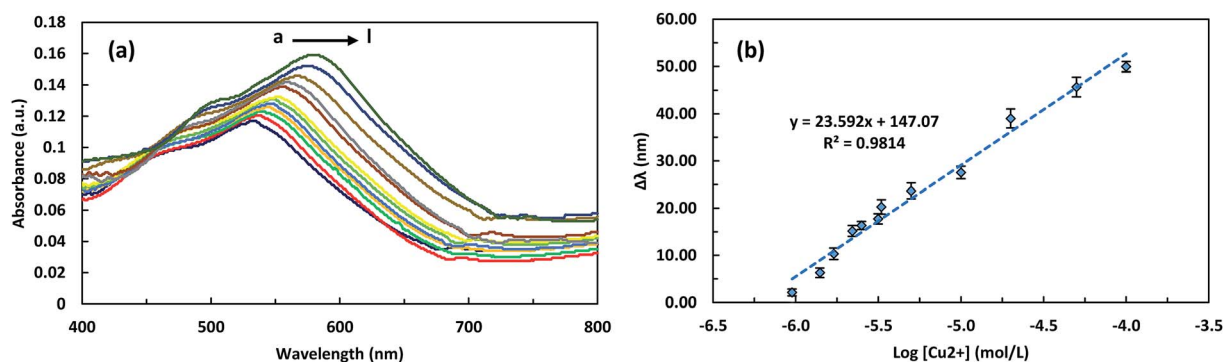 (a)
a
l
0.18
0.16
0.14
0.12
0.10
0.08
0.06
0.04
0.02
0
Absorbance (a.u.)
400
500
600
700
800
Wavelength (nm)
(b)
60.00
50.00
40.00
30.00
20.00
10.00
0.00
Δλ (nm)
y = 23.592x + 147.07
R² = 0.9814
-6.5
-6.0
-5.5
-5.0
-4.5
-4.0
-3.5
Log [Cu2+] (mol/L)